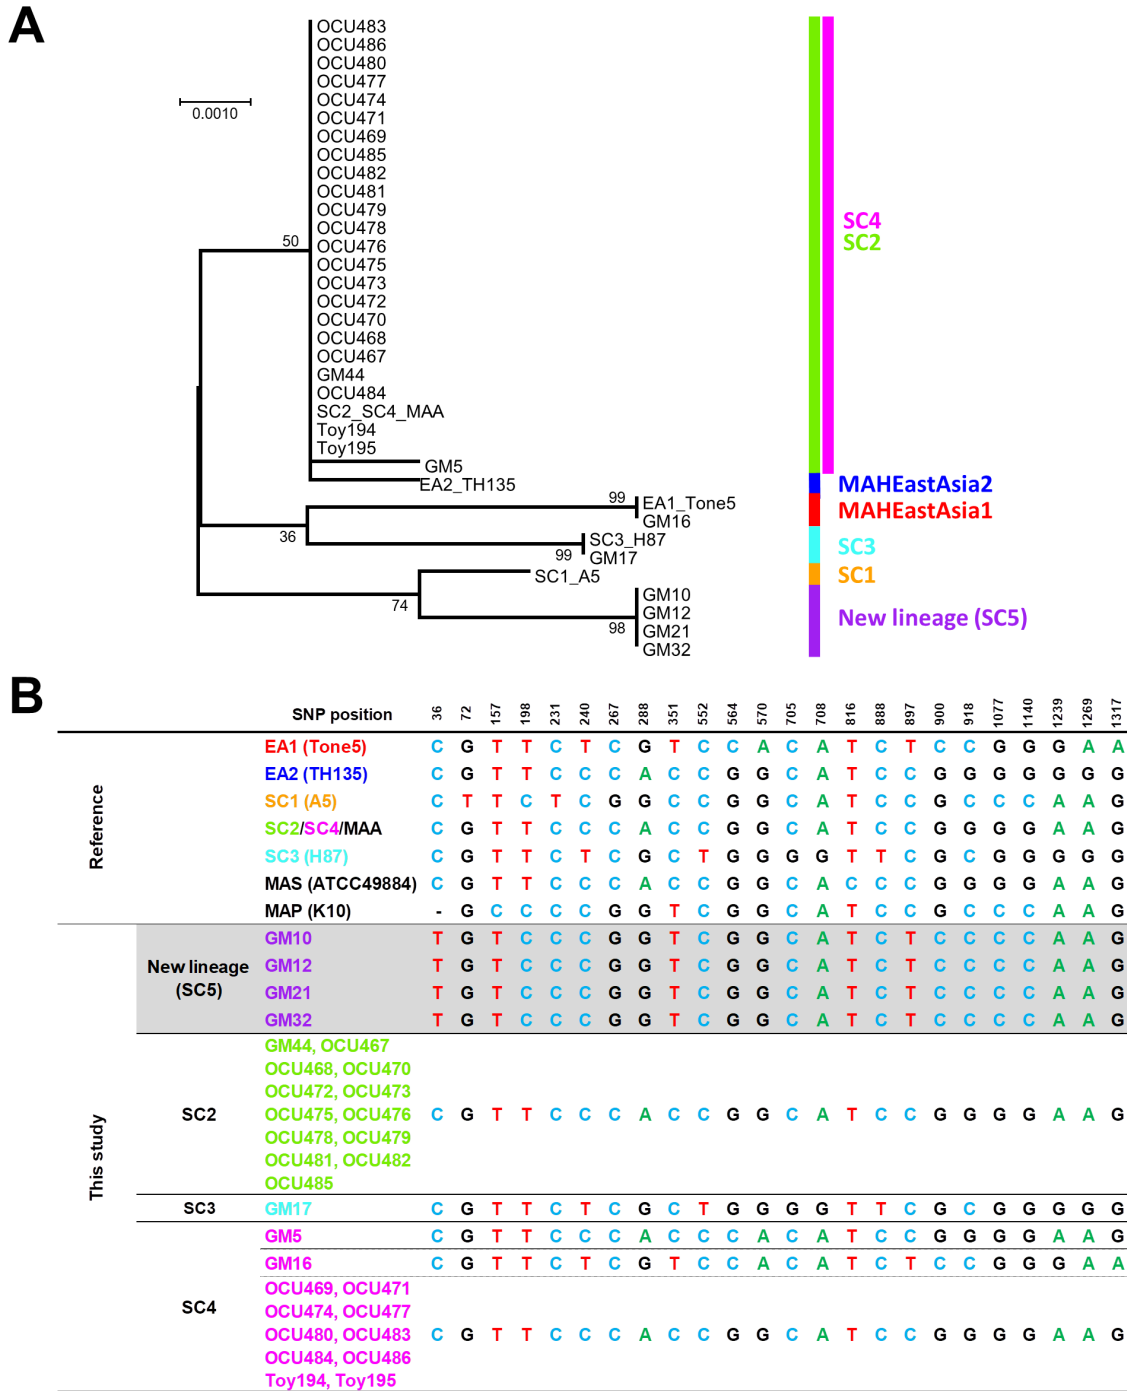 A
OCU483
OCU486
OCU480
OCU477
OCU474
0.0010
OCU471
OCU469
OCU485
OCU482
OCU481
OCU479
OCU478
50
OCU476
OCU475
OCU473
OCU472
OCU470
OCU468
OCU467
GM44
OCU484
SC2_SC4_MAA
Toy194
Toy195
GM5
EA2_TH135
99
EA1_Tone5
GM16
36
SC3_H87
99
GM17
SC1_A5
74
GM10
GM12
98
GM21
GM32
SC4
SC2
MAHEastAsia2
MAHEastAsia1
SC3
SC1
New lineage (SC5)
B
SNP position 36 72 157 198 231 240 267 288 351 552 564 570 705 708 816 888 897 900 918 1077 1140 1239 1269 1317
Reference
EA1 (Tone5) C G T T C T C G T C C A C A T C T C C G G G A A
EA2 (TH135) C G T T C C C A C C G G C A T C C G G G G G G G
SC1 (A5) C T T C T C G G C C G G C A T C C G C C C A A G
SC2/SC4/MAA C G T T C C C A C C G G C A T C C G G G G A A G
SC3 (H87) C G T T C T C G C T G G G G T T C G C G G G G G
MAS (ATCC49884) C G T T C C C A C C G G C A C C C G G G G A A G
MAP (K10) - G C C C C G G T C G G C A T C C G C C C A A G
This study
New lineage
(SC5)
GM10 T G T C C C G G T C G G C A T C T C C C C A A G
GM12 T G T C C C G G T C G G C A T C T C C C C A A G
GM21 T G T C C C G G T C G G C A T C T C C C C A A G
GM32 T G T C C C G G T C G G C A T C T C C C C A A G
SC2
GM44, OCU467
OCU468, OCU470
OCU472, OCU473
OCU475, OCU476 C G T T C C C A C C G G C A T C C G G G G A A G
OCU478, OCU479
OCU481, OCU482
OCU485
SC3 GM17 C G T T C T C G C T G G G G T T C G C G G G G G
SC4
GM5 C G T T C C C A C C C A C A T C C G G G G A A G
GM16 C G T T C T C G T C C A C A T C T C C G G G A A
OCU469, OCU471
OCU474, OCU477
OCU480, OCU483 C G T T C C C A C C G G C A T C C G G G G A A G
OCU484, OCU486
Toy194, Toy195